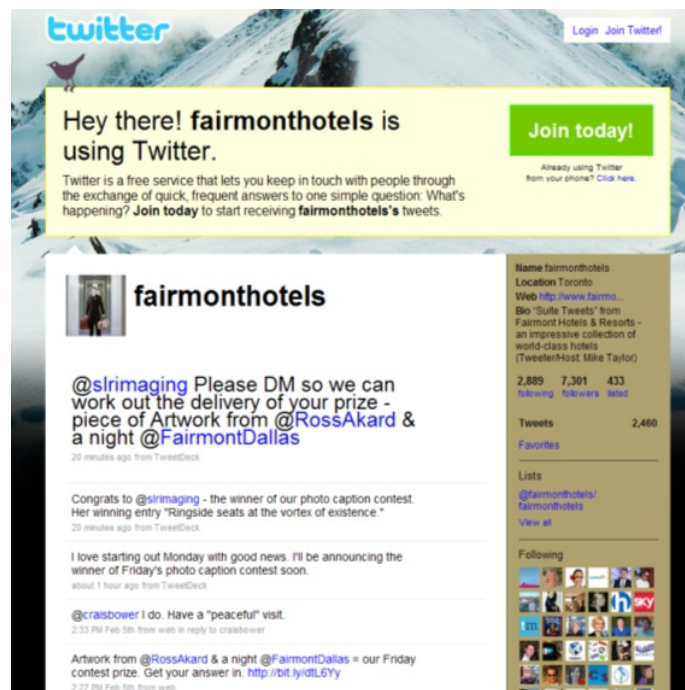 twitter
Login Join Twitter!
Hey there! fairmonthotels is
using Twitter.
Twitter is a free service that lets you keep in touch with people through
the exchange of quick, frequent answers to one simple question: What's
happening? Join today to start receiving fairmonthotels's tweets.
Join today!
Already using Twitter
from your phone? Click here.
fairmonthotels
@slrimaging Please DM so we can
work out the delivery of your prize -
piece of Artwork from @RossAkard &
a night @FairmontDallas
20 minutes ago from TweetDeck
Congrats to @slrimaging - the winner of our photo caption contest.
Her winning entry "Ringside seats at the vortex of existence."
20 minutes ago from TweetDeck
I love starting out Monday with good news. I'll be announcing the
winner of Friday's photo caption contest soon.
about 1 hour ago from TweetDeck
@craisbower I do. Have a "peaceful" visit.
2:33 PM Feb 5th from web in reply to craisbower
Artwork from @RossAkard & a night @FairmontDallas = our Friday
contest prize. Get your answer in. http://bit.ly/dtL6Yy
2:27 PM Feb 5th from web
Name fairmonthotels
Location Toronto
Web http://www.fairmo...
Bio "Suite Tweets" from
Fairmont Hotels & Resorts -
an impressive collection of
world-class hotels
(Tweeter/Host: Mike Taylor)
2,889 7,301 433
following followers listed
Tweets 2,460
Favorites
Lists
@fairmonthotels/
fairmonthotels
View all
Following
h sky
tm